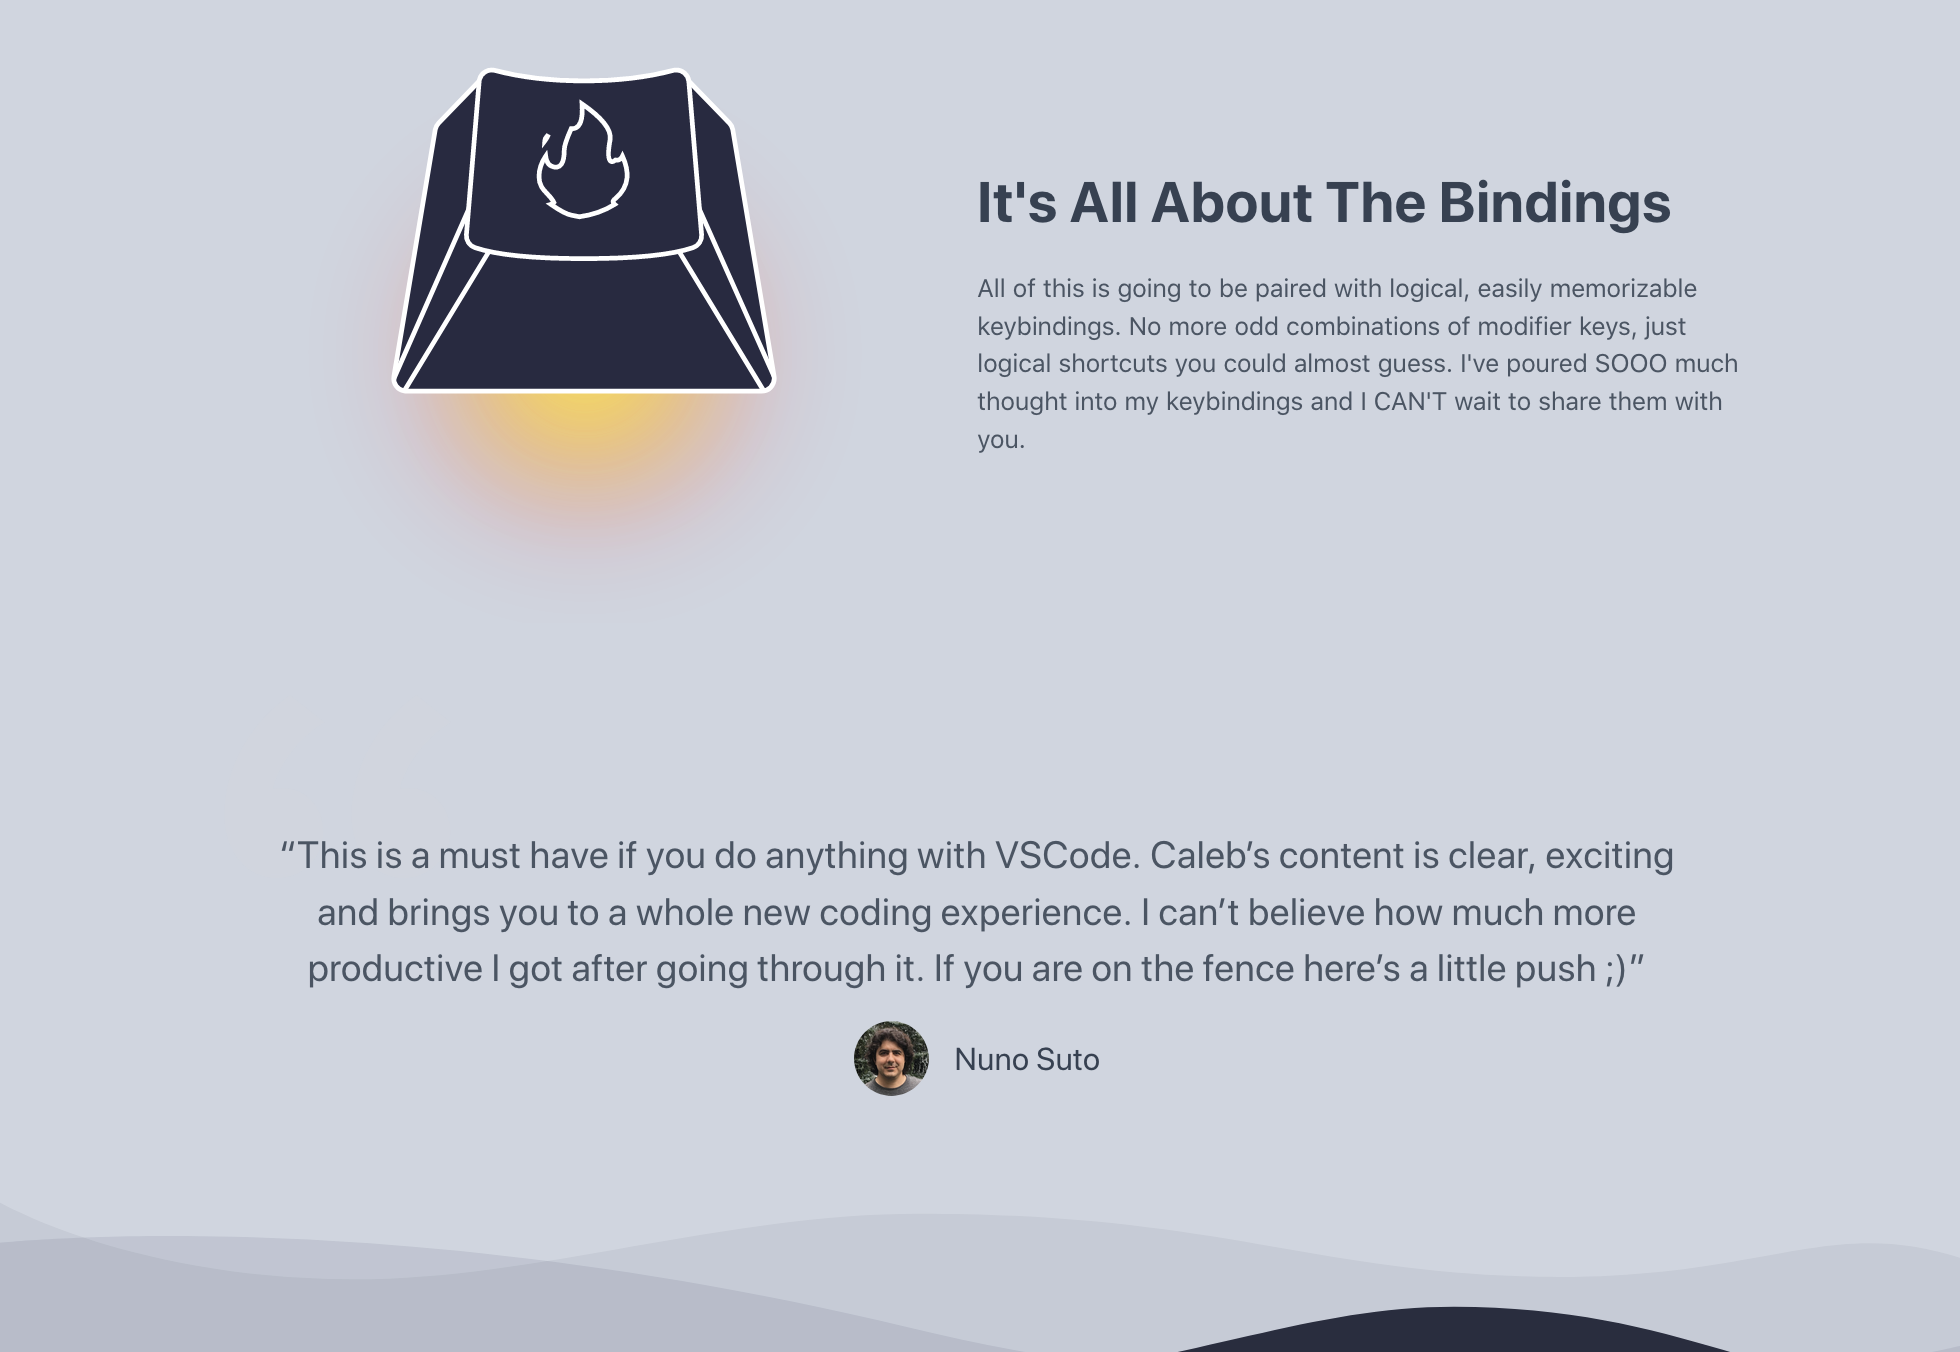 It's All About The Bindings
All of this is going to be paired with logical, easily memorizable
keybindings. No more odd combinations of modifier keys, just
logical shortcuts you could almost guess. I've poured SOOO much
thought into my keybindings and I CAN'T wait to share them with
you.
“This is a must have if you do anything with VSCode. Caleb’s content is clear, exciting
and brings you to a whole new coding experience. I can’t believe how much more
productive I got after going through it. If you are on the fence here’s a little push ;)”
Nuno Suto